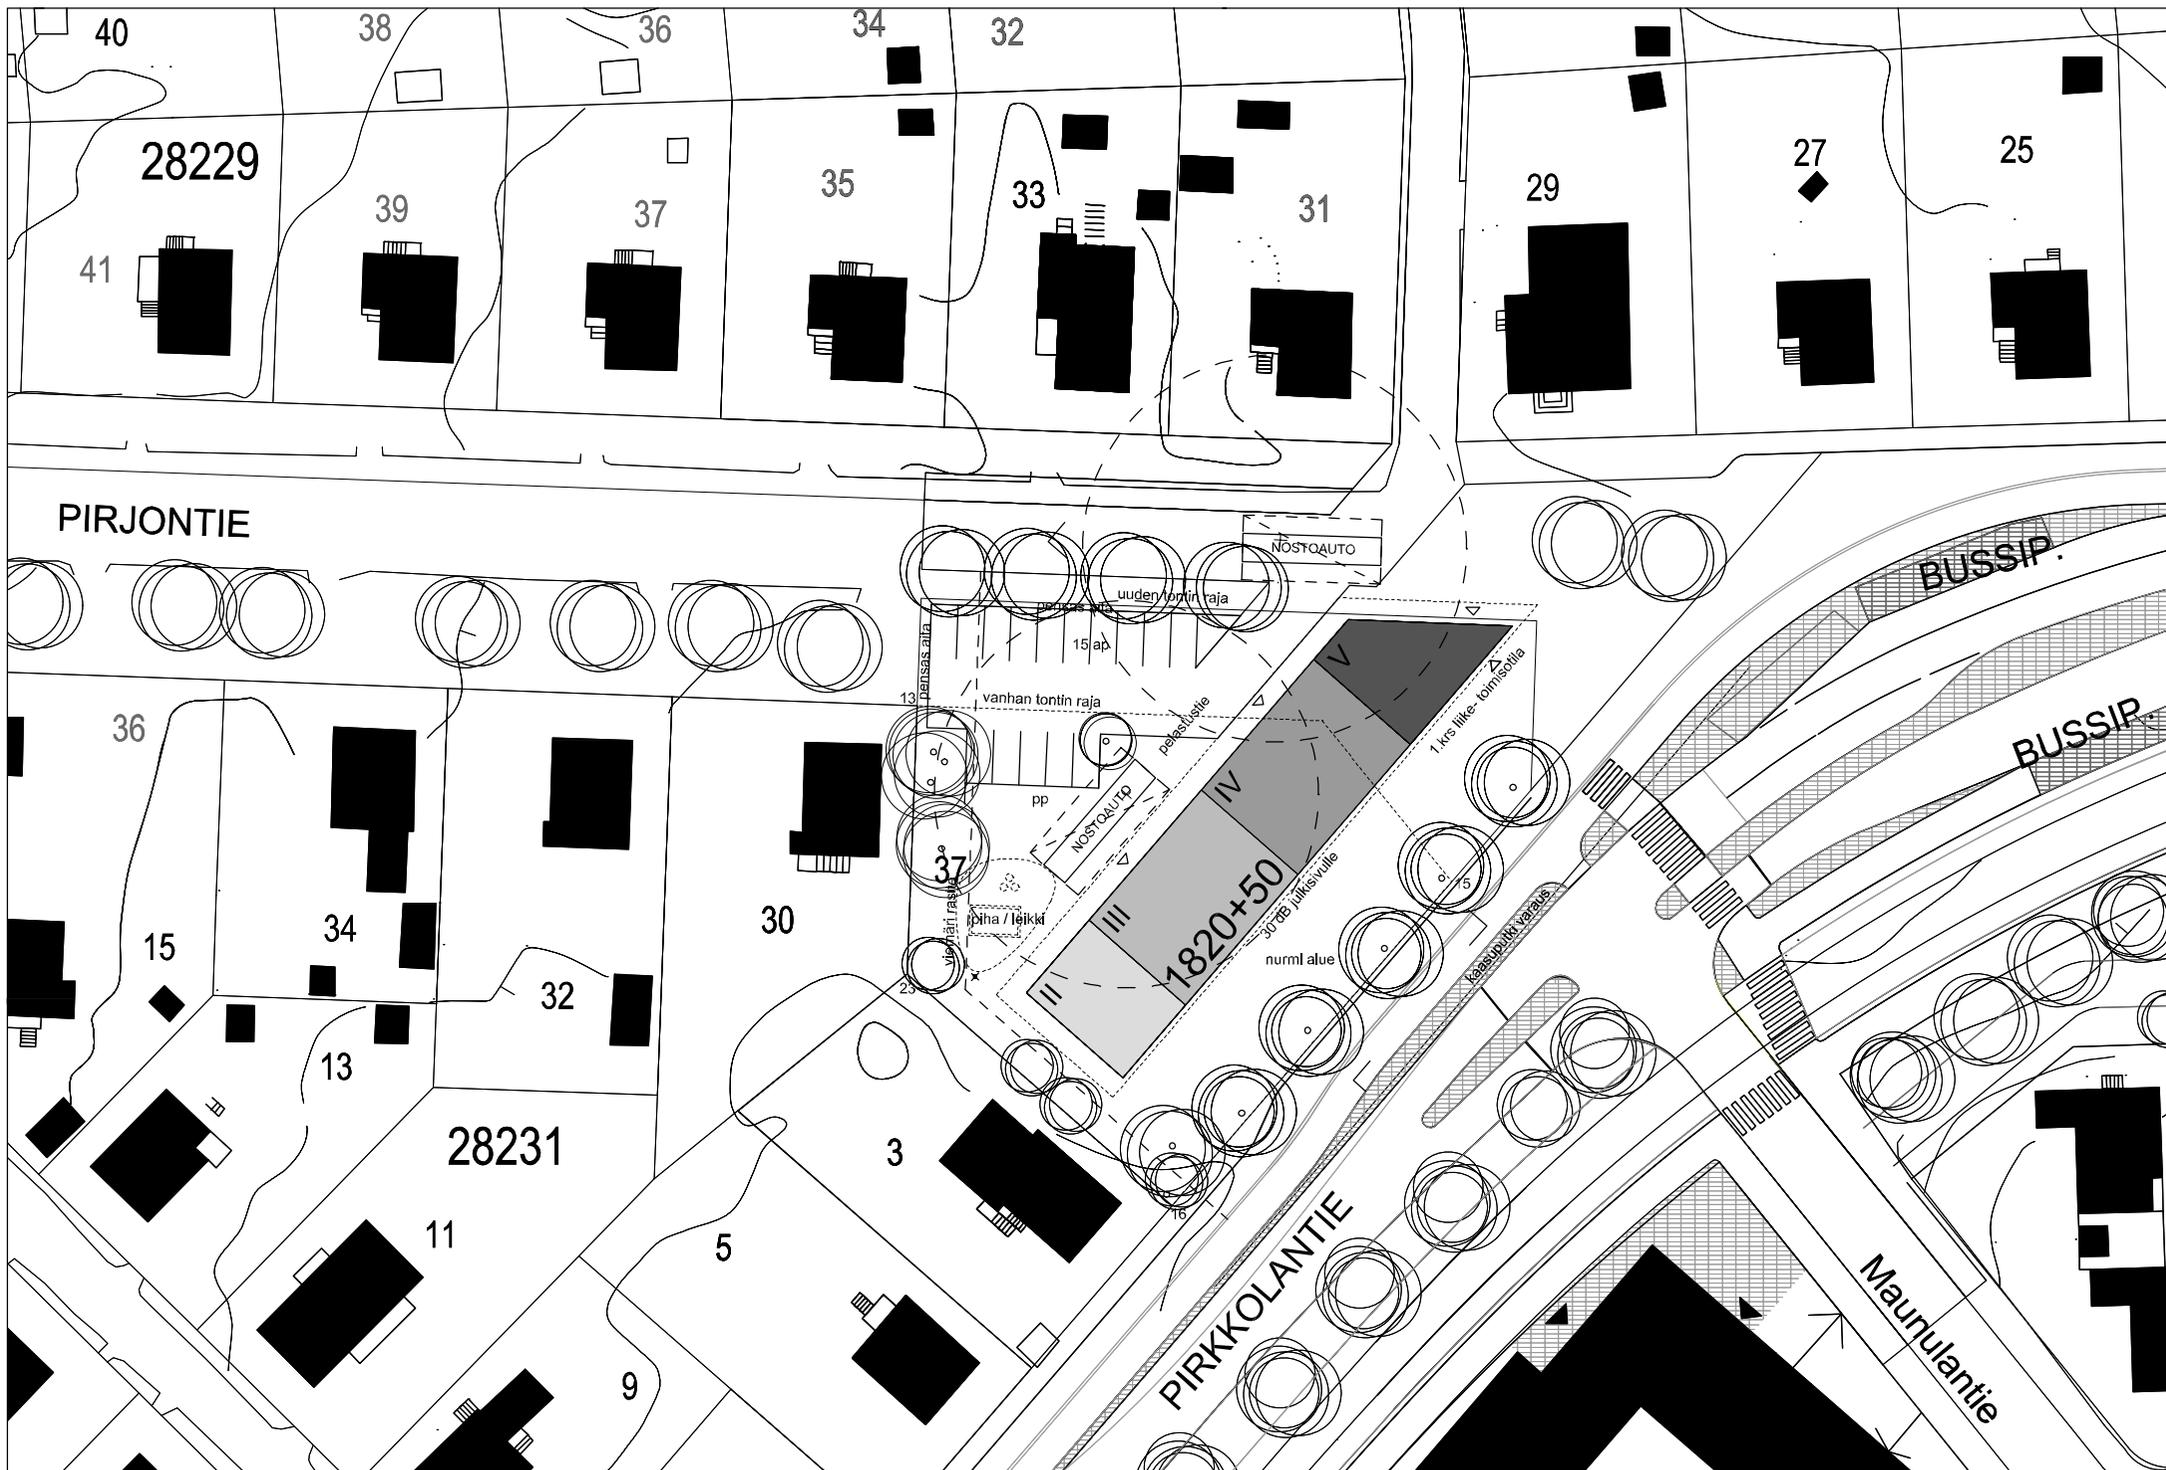 40
38
36
34
32
28229
39
37
35
33
31
29
27
25
41
PIRJONTIE
NOSTOAUTO
BUSSIP.
BUSSIP.
uuden tontin raja
pensas aita
pensas aita
15 ap
vanhan tontin raja
13
pelastustie
V
1.krs liike- toimisotila
36
IV
pp
NOSTOAUTO
37
viemäri rasite
piha / leikki
III
1820+50
30 dB julkisivulle
15
nurmi alue
kaasuputki varaus
II
23
34
15
30
32
13
28231
3
16
11
5
9
PIRKKOLANTIE
Maunulantie